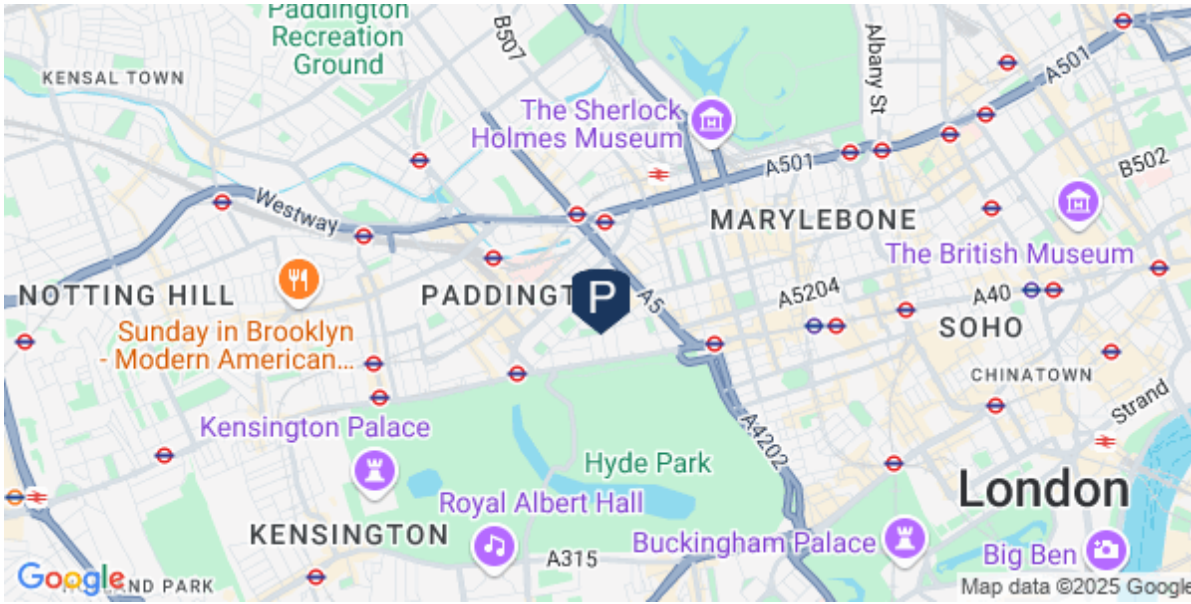 Paddington
Recreation
Ground
B507
Albany St
A501
KENSAL TOWN
The Sherlock
Holmes Museum
A501
B502
Westway
MARYLEBONE
The British Museum
NOTTING HILL
PADDINGT
P
A5
A5204
A40
SOHO
Sunday in Brooklyn
- Modern American...
CHINATOWN
Strand
Kensington Palace
A4202
Hyde Park
London
Royal Albert Hall
KENSINGTON
Buckingham Palace
A315
Big Ben
Google
AND PARK
Map data ©2025 Google